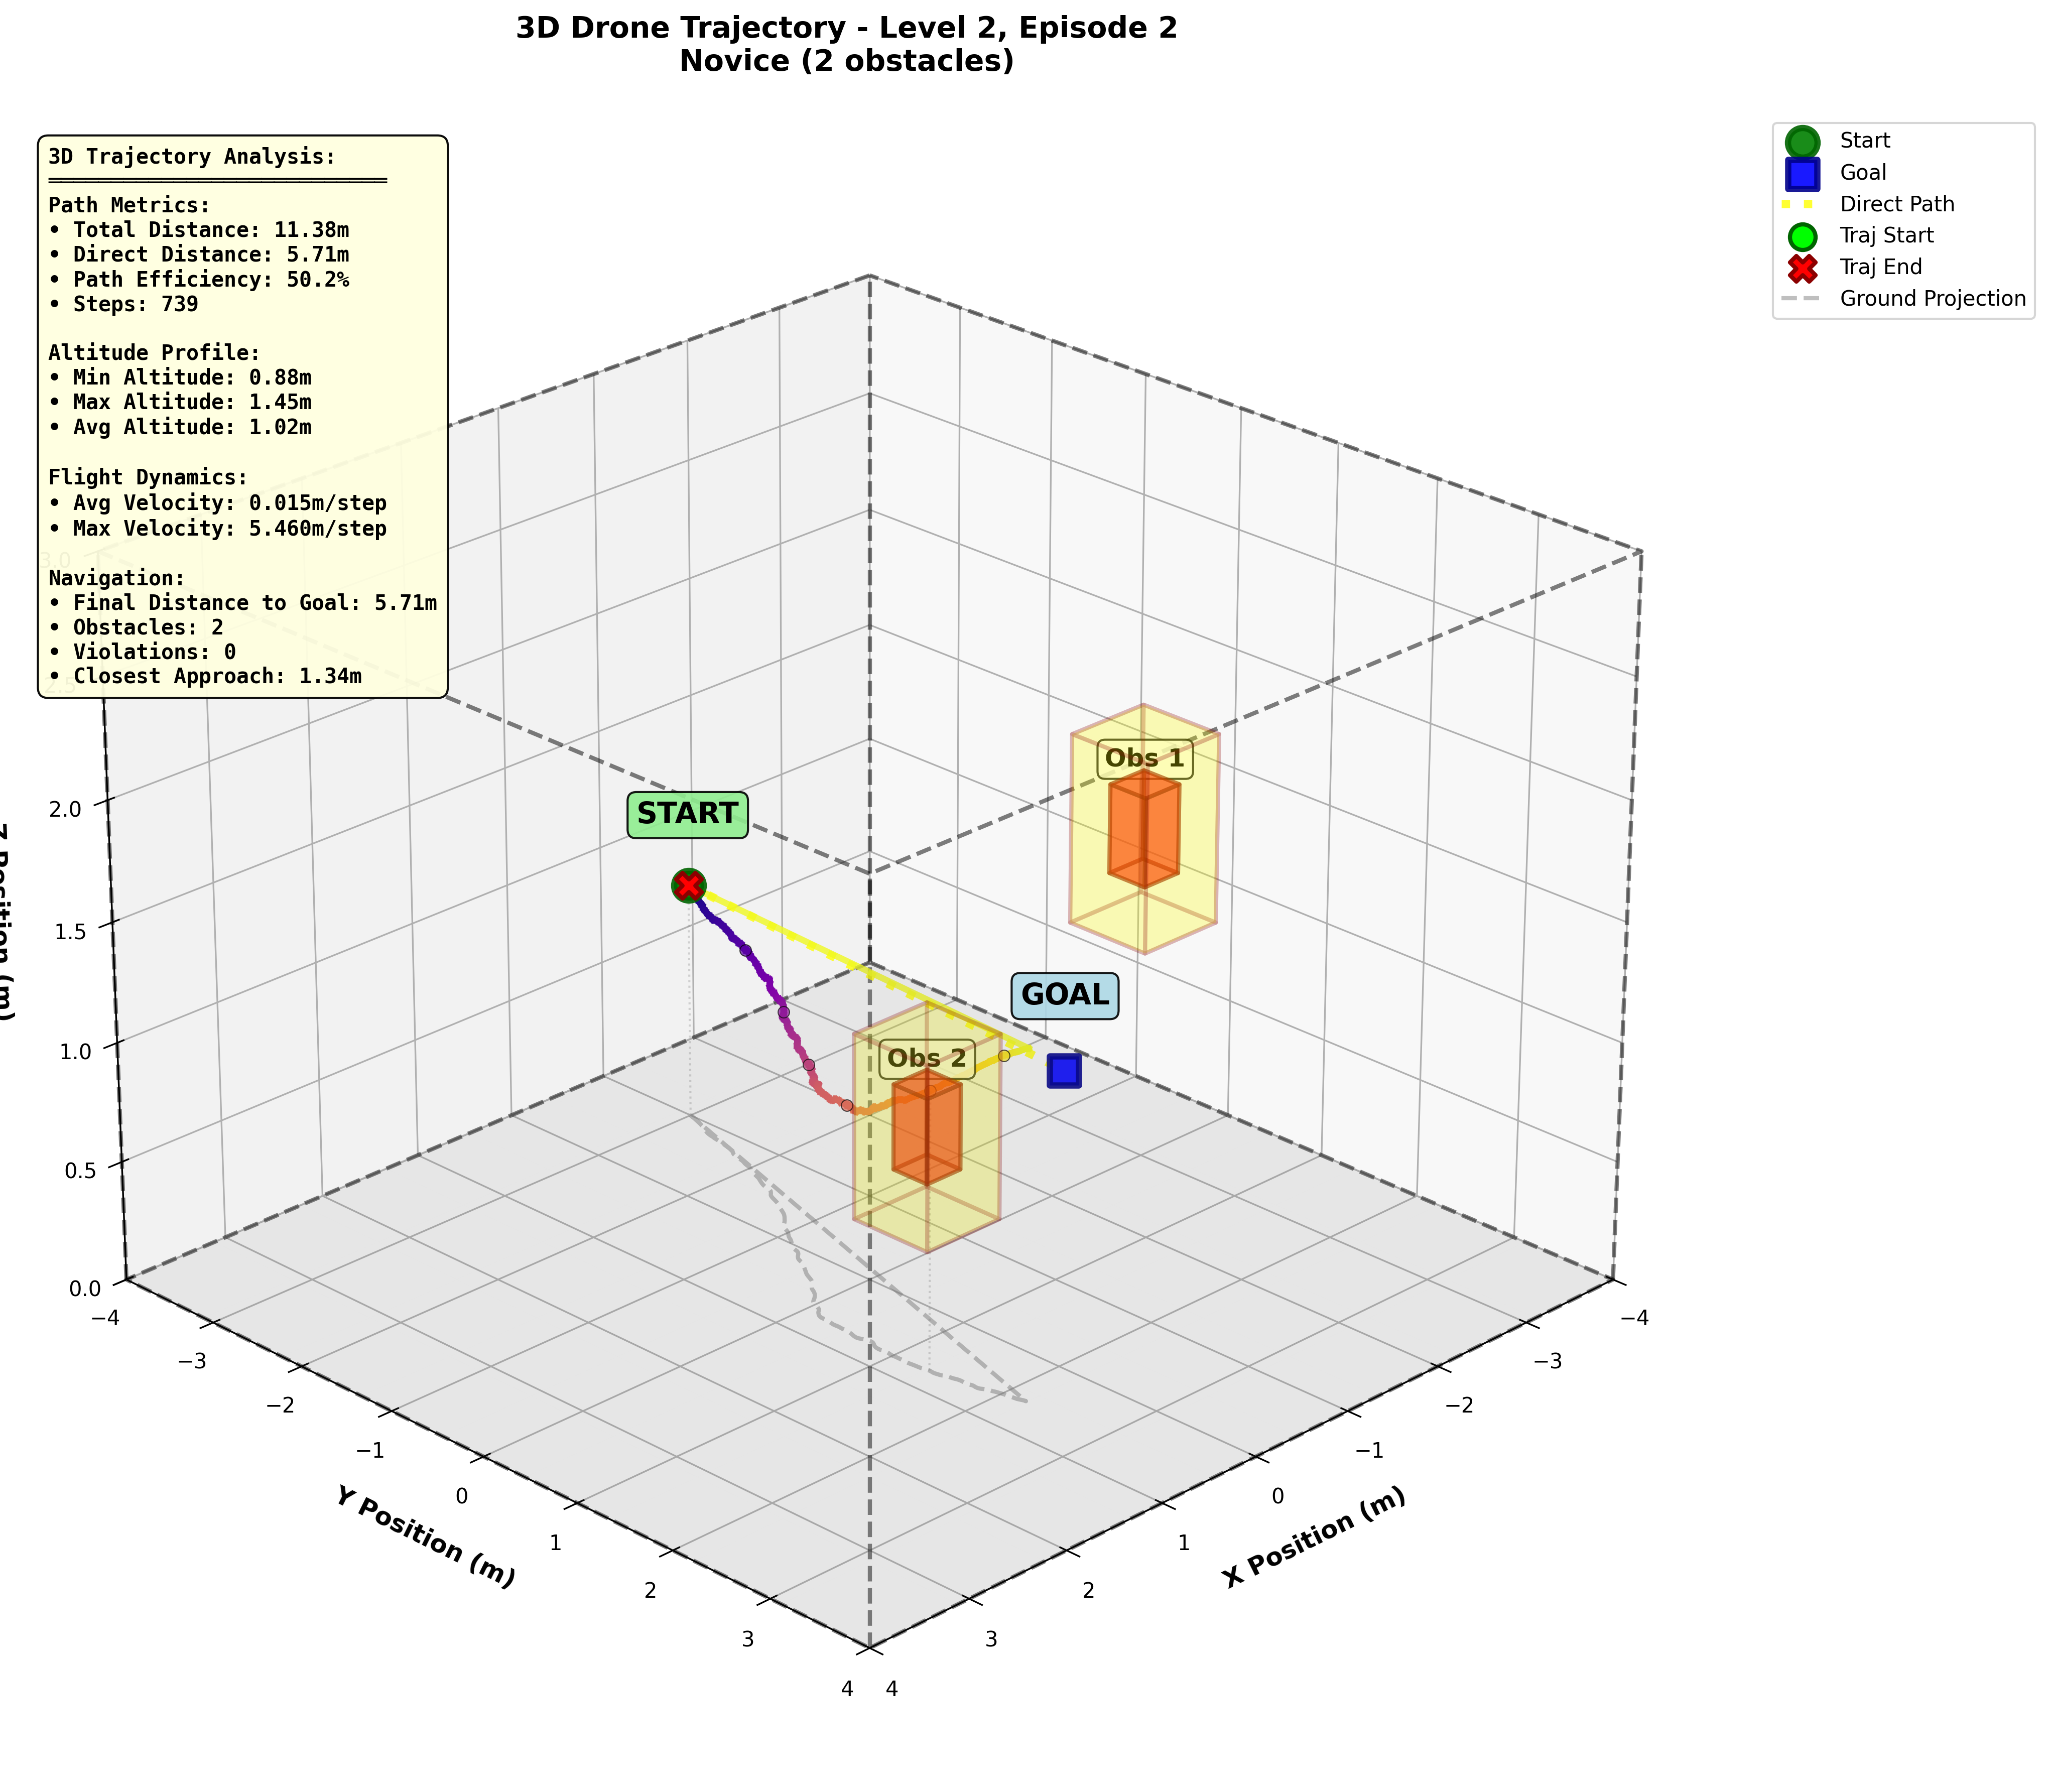 3D Drone Trajectory - Level 2, Episode 2
Novice (2 obstacles)
3D Trajectory Analysis:
Path Metrics:
• Total Distance: 11.38m
• Direct Distance: 5.71m
• Path Efficiency: 50.2%
• Steps: 739
Altitude Profile:
• Min Altitude: 0.88m
• Max Altitude: 1.45m
• Avg Altitude: 1.02m
Flight Dynamics:
• Avg Velocity: 0.015m/step
• Max Velocity: 5.460m/step
Navigation:
• Final Distance to Goal: 5.71m
• Obstacles: 2
• Violations: 0
• Closest Approach: 1.34m
Start
Goal
Direct Path
Traj Start
Traj End
Ground Projection
START
GOAL
Obs 1
Obs 2
3.0
2.5
2.0
1.5
1.0
0.5
0.0
Z Position (m)
−4
−3
−2
−1
0
1
2
3
4
Y Position (m)
−4
−3
−2
−1
0
1
2
3
4
X Position (m)